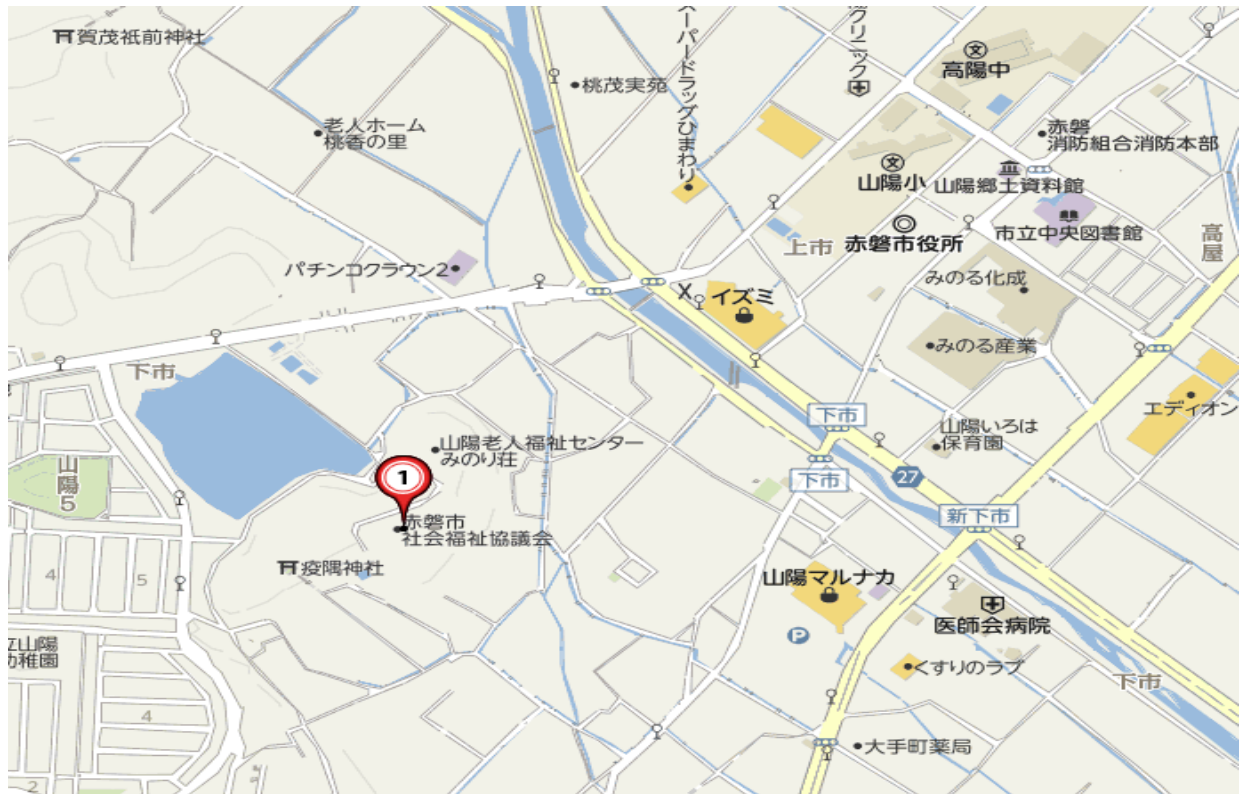 賀茂祇前神社
桃茂実苑
スーパードラッグひまわり
クリニック
高陽中
老人ホーム
桃香の里
赤磐
消防組合消防本部
山陽小
山陽郷土資料館
赤磐市役所
市立中央図書館
上市
高屋
パチンコクラウン2
イズミ
みのる化成
みのる産業
下市
エディオン
下市
山陽いろは
保育園
山陽老人福祉センター
みのり荘
山陽5
1
27
下市
新下市
赤磐市
社会福祉協議会
疫隅神社
4
5
山陽マルナカ
P
医師会病院
立山陽
幼稚園
くすりのラブ
下市
4
大手町薬局
2